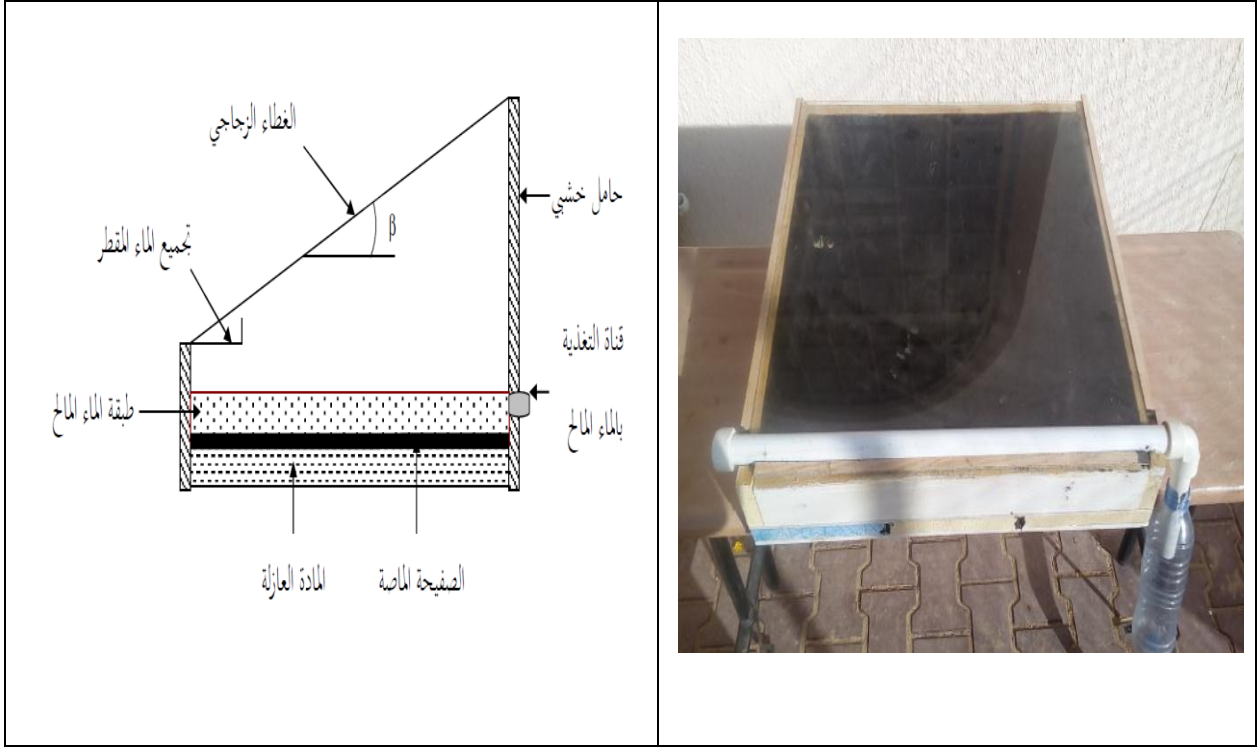 الغطاء الزجاجي
حامل خشبي
β
تجميع الماء المقطر
قناة التغذية
بالماء المالح
طبقة الماء المالح
الصفيحة الماصة
المادة العازلة